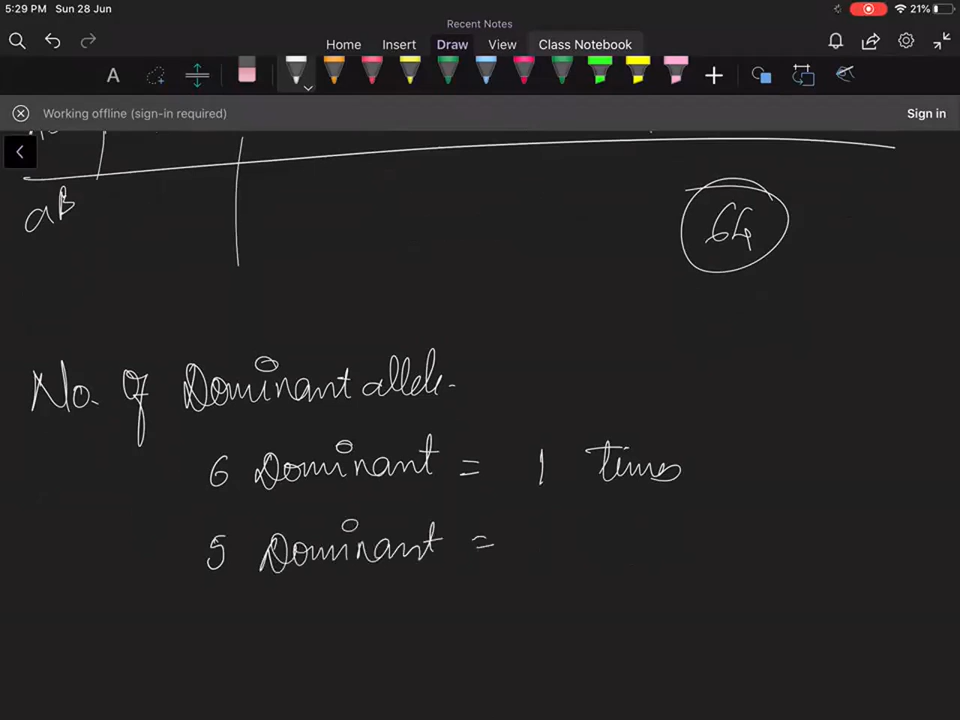 5:29 PM Sun 28 Jun
21%
Recent Notes
Home Insert Draw View Class Notebook
A
Working offline (sign-in required) Sign in
aB
64
No. of Dominant allele.
6 Dominant = 1 times
5 Dominant =